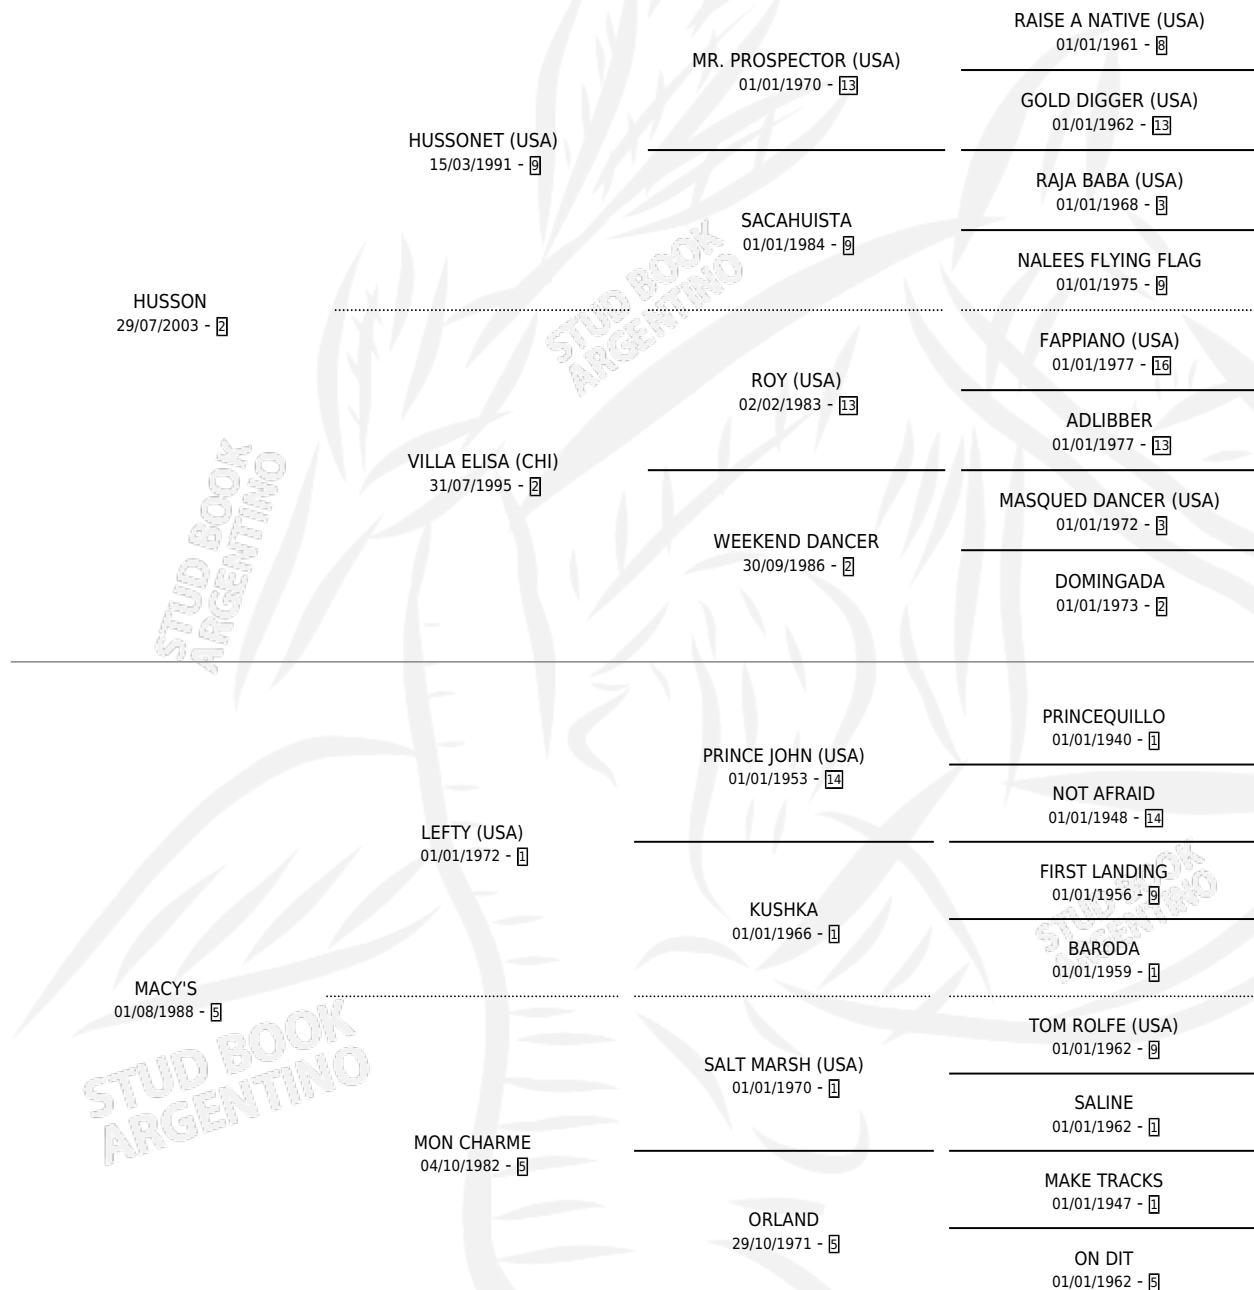 RAISE A NATIVE (USA)
01/01/1961 - 8
MR. PROSPECTOR (USA)
01/01/1970 - 13
GOLD DIGGER (USA)
01/01/1962 - 13
HUSSONET (USA)
15/03/1991 - 9
RAJA BABA (USA)
01/01/1968 - 3
SACAHUISTA
01/01/1984 - 9
NALEES FLYING FLAG
01/01/1975 - 9
STUD BOOK
ARGENTINO
HUSSON
29/07/2003 - 2
FAPPIANO (USA)
01/01/1977 - 16
ROY (USA)
02/02/1983 - 13
ADLIBBER
01/01/1977 - 13
VILLA ELISA (CHI)
31/07/1995 - 2
MASQUED DANCER (USA)
01/01/1972 - 3
WEEKEND DANCER
30/09/1986 - 2
DOMINGADA
01/01/1973 - 2
STUD BOOK
ARGENTINO
PRINCEQUILLO
01/01/1940 - 1
PRINCE JOHN (USA)
01/01/1953 - 14
NOT AFRAID
01/01/1948 - 14
LEFTY (USA)
01/01/1972 - 1
FIRST LANDING
01/01/1956 - 9
KUSHKA
01/01/1966 - 1
STUD BOOK
ARGENTINO
BARODA
01/01/1959 - 1
MACY'S
01/08/1988 - 5
TOM ROLFE (USA)
01/01/1962 - 9
SALT MARSH (USA)
01/01/1970 - 1
SALINE
01/01/1962 - 1
STUD BOOK
ARGENTINO
MON CHARME
04/10/1982 - 5
MAKE TRACKS
01/01/1947 - 1
ORLAND
29/10/1971 - 5
ON DIT
01/01/1962 - 5